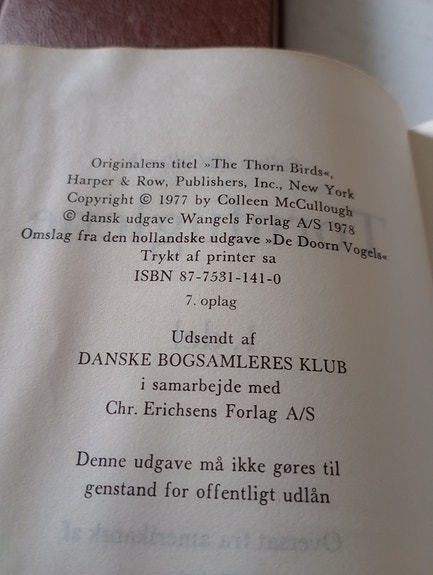 Originalens titel »The Thorn Birds«,
Harper & Row, Publishers, Inc., New York
Copyright © 1977 by Colleen McCullough
© dansk udgave Wangels Forlag A/S 1978
Omslag fra den hollandske udgave »De Doorn Vogels«
Trykt af printer sa
ISBN 87-7531-141-0
7. oplag
Udsendt af
DANSKE BOGSAMLERES KLUB
i samarbejde med
Chr. Erichsens Forlag A/S
Denne udgave må ikke gøres til
genstand for offentligt udlån